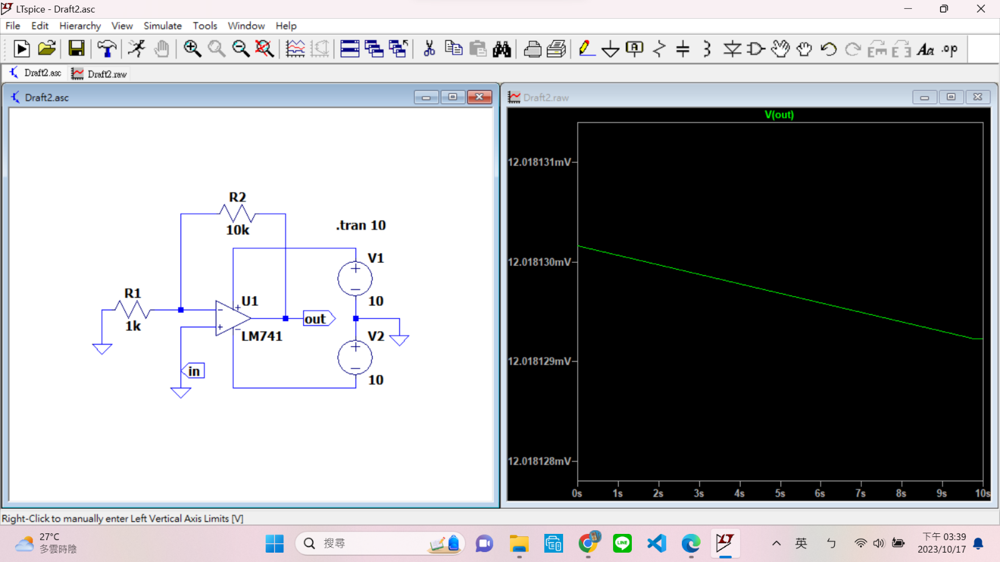 LTspice - Draft2.asc
File Edit Hierarchy View Simulate Tools Window Help
Aa .op
Draft2.asc Draft2.raw
Draft2.asc
Draft2.raw
R2
10k
.tran 10
V1
10
R1
1k
U1
LM741
out
V2
10
in
V(out)
12.018131mV
12.018130mV
12.018129mV
12.018128mV
0s 1s 2s 3s 4s 5s 6s 7s 8s 9s 10s
Right-Click to manually enter Left Vertical Axis Limits [V]
27°C
多雲時陰
搜尋
LINE
英 ㄅ
下午 03:39
2023/10/17